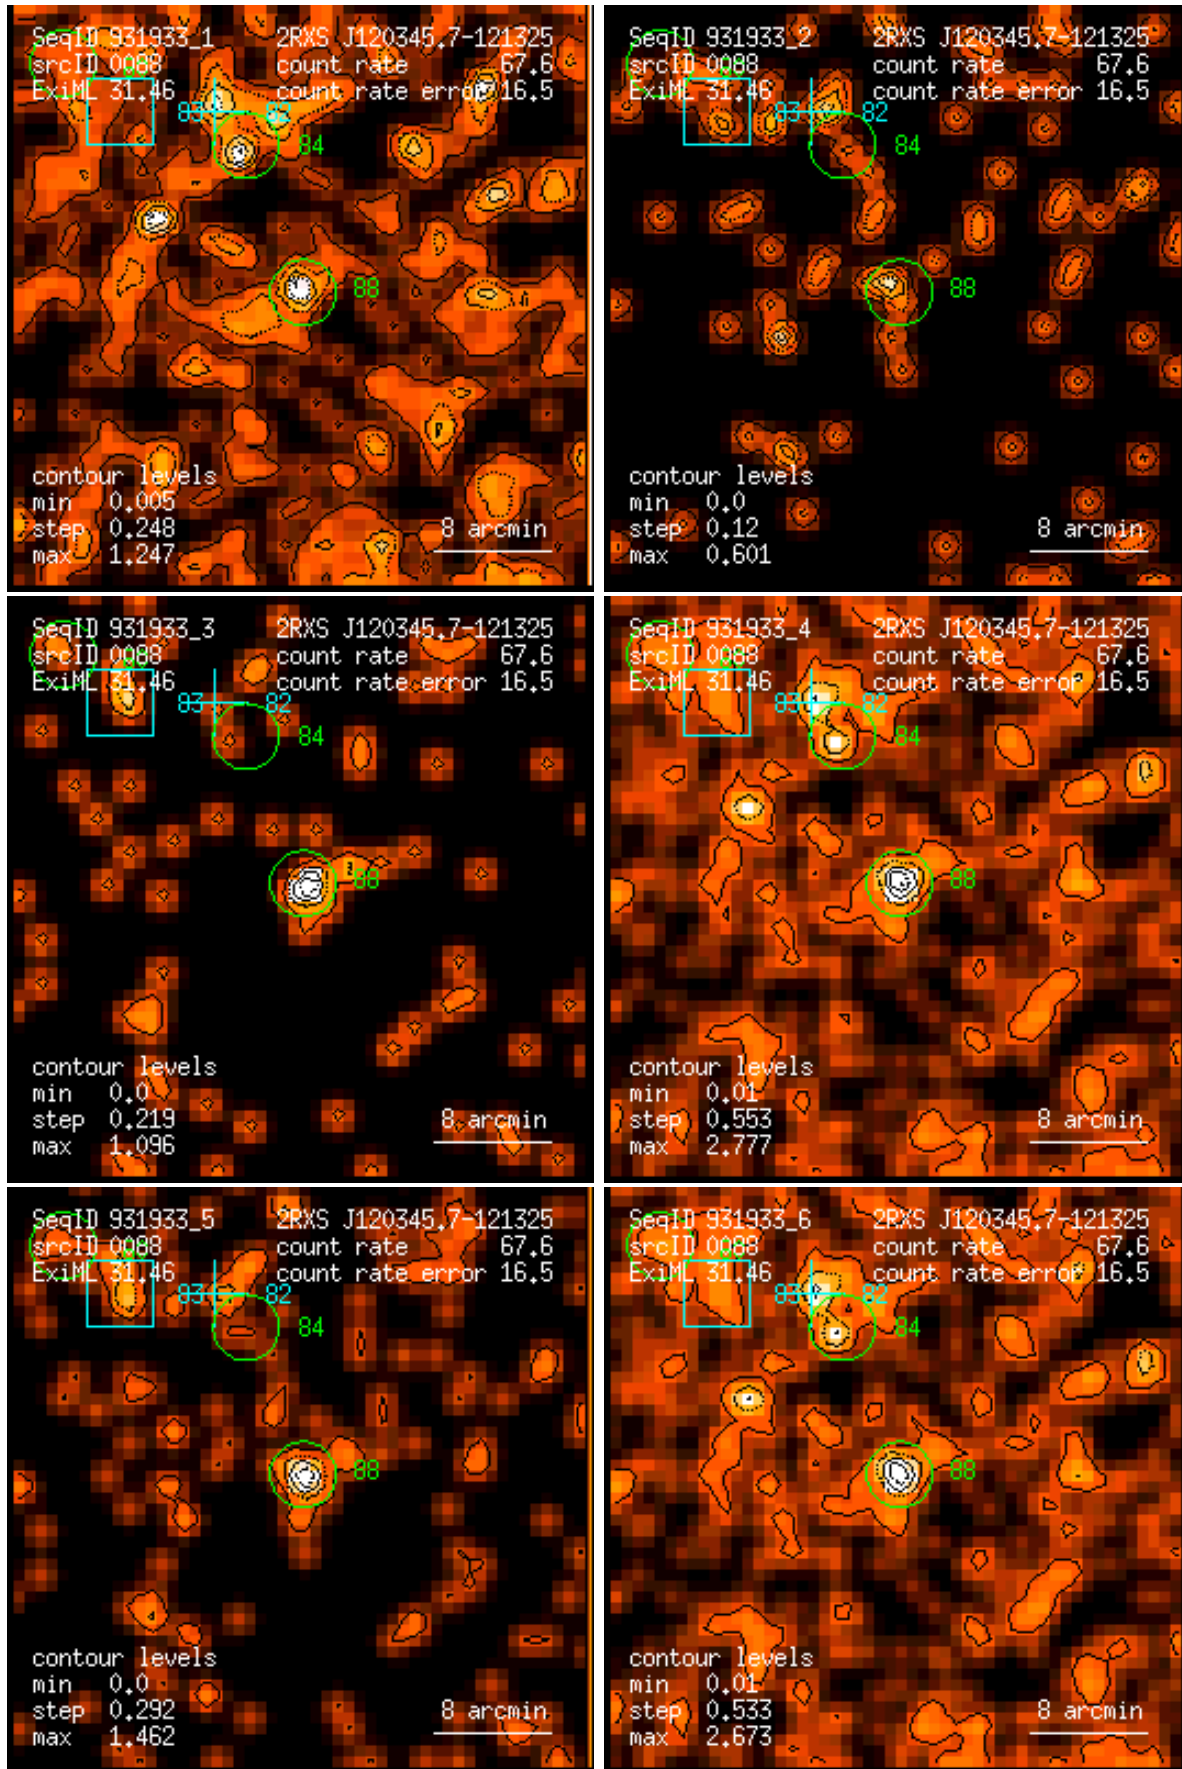 SeqID 931933_1 2RXS J120345.7-121325
srcID 0088 count rate 67.6
ExiML 31.46 count rate error 16.5
83 82
84
88
contour levels
min 0.005
step 0.248 8 arcmin
max 1.247
SeqID 931933_2 2RXS J120345.7-121325
srcID 0088 count rate 67.6
ExiML 31.46 count rate error 16.5
83 82
84
88
contour levels
min 0.0
step 0.12 8 arcmin
max 0.601
SeqID 931933_3 2RXS J120345.7-121325
srcID 0088 count rate 67.6
ExiML 31.46 count rate error 16.5
83 82
84
88
contour levels
min 0.0
step 0.219 8 arcmin
max 1.096
SeqID 931933_4 2RXS J120345.7-121325
srcID 0088 count rate 67.6
ExiML 31.46 count rate error 16.5
83 82
84
88
contour levels
min 0.01
step 0.553 8 arcmin
max 2.777
SeqID 931933_5 2RXS J120345.7-121325
srcID 0088 count rate 67.6
ExiML 31.46 count rate error 16.5
83 82
84
88
contour levels
min 0.0
step 0.292 8 arcmin
max 1.462
SeqID 931933_6 2RXS J120345.7-121325
srcID 0088 count rate 67.6
ExiML 31.46 count rate error 16.5
83 82
84
88
contour levels
min 0.01
step 0.533 8 arcmin
max 2.673